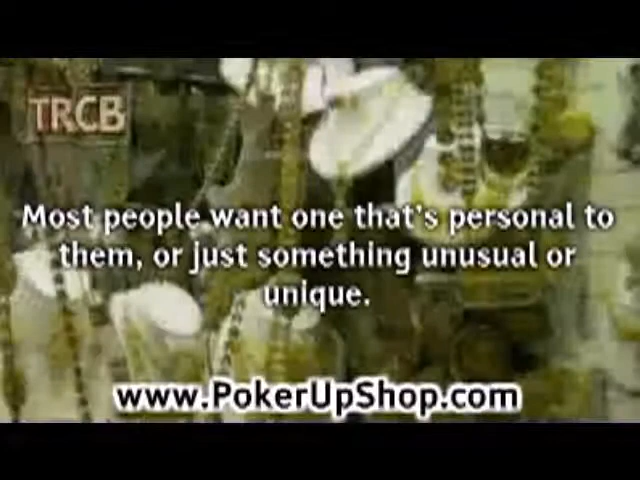 TRCB
Most people want one that's personal to
them, or just something unusual or
unique.
www.PokerUpShop.com